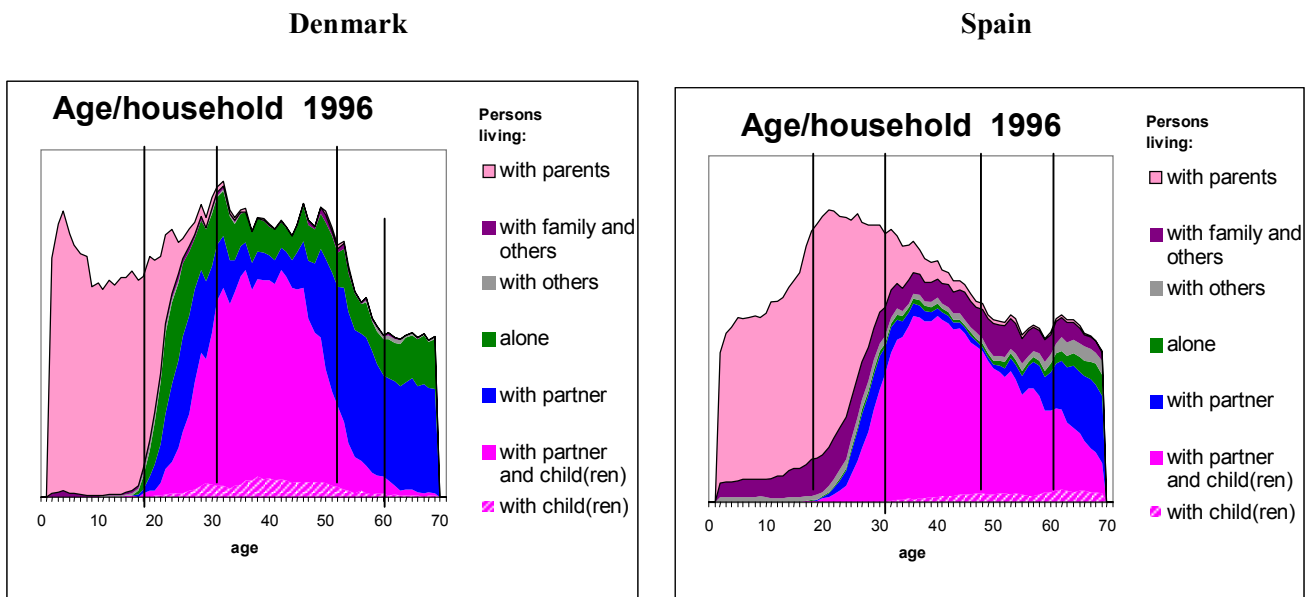 Denmark
Spain
Age/household 1996
Persons
living:
with parents
with family and
others
with others
alone
with partner
with partner
and child(ren)
with child(ren)
0 10 20 30 40 50 60 70
age
Age/household 1996
Persons
living:
with parents
with family and
others
with others
alone
with partner
with partner
and child(ren)
with child(ren)
0 10 20 30 40 50 60 70
age